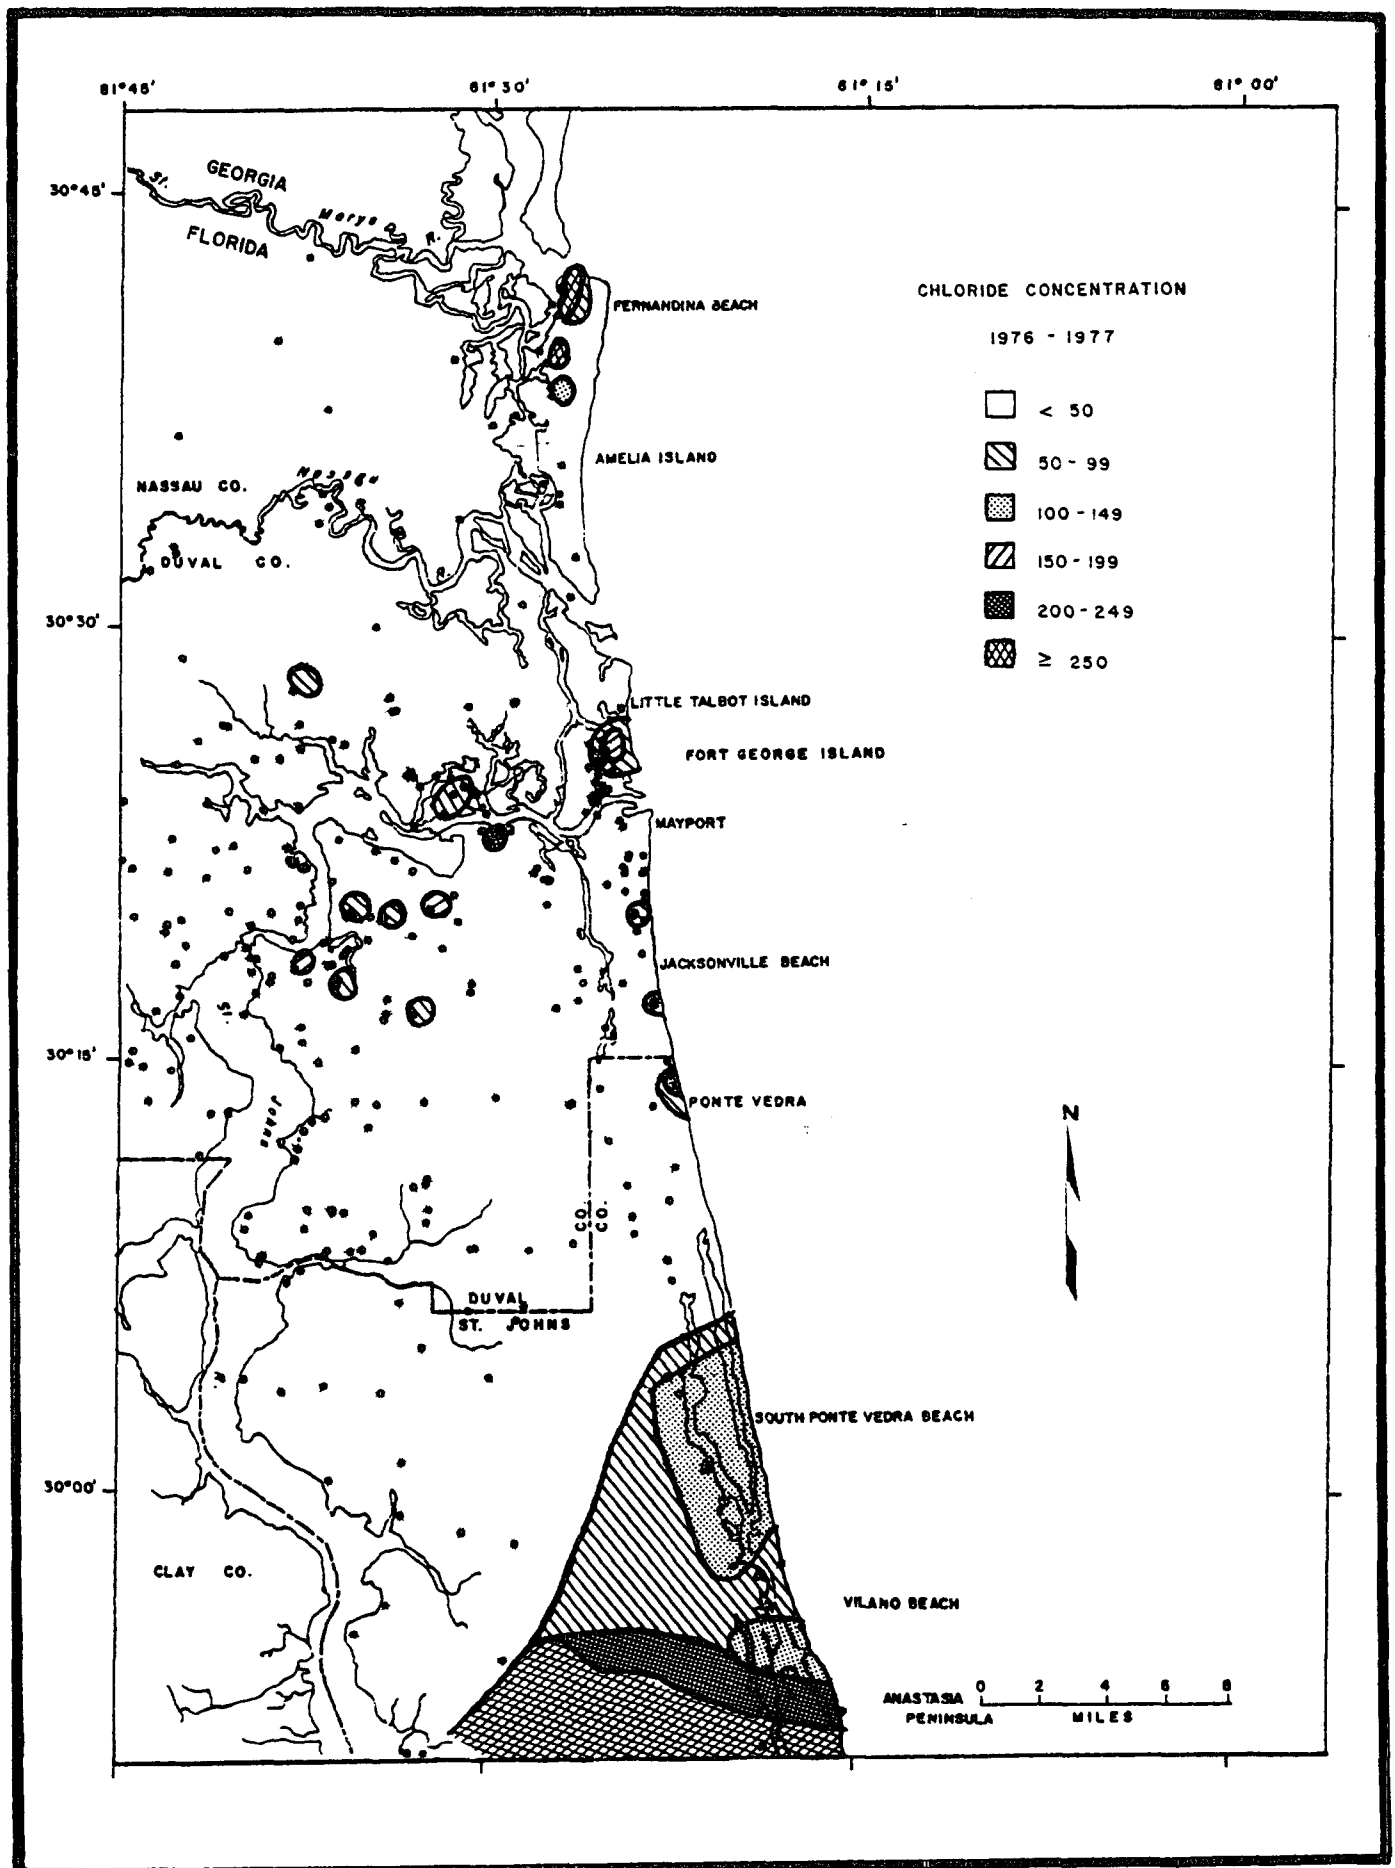 81°45' 81°30' 81°15' 81°00'
30°45'
GEORGIA
St. Marys R.
FLORIDA
FERNANDINA BEACH
CHLORIDE CONCENTRATION
1976 - 1977
< 50
50 - 99
100 - 149
150 - 199
200 - 249
≥ 250
AMELIA ISLAND
Nassau R.
NASSAU CO.
DUVAL CO.
30°30'
LITTLE TALBOT ISLAND
FORT GEORGE ISLAND
MAYPORT
JACKSONVILLE BEACH
30°15'
PONTE VEDRA
N
St. Johns R.
CO.
CO.
DUVAL
ST. JOHNS
SOUTH PONTE VEDRA BEACH
30°00'
CLAY CO.
VILANO BEACH
ANASTASIA
PENINSULA
0 2 4 6 8
MILES